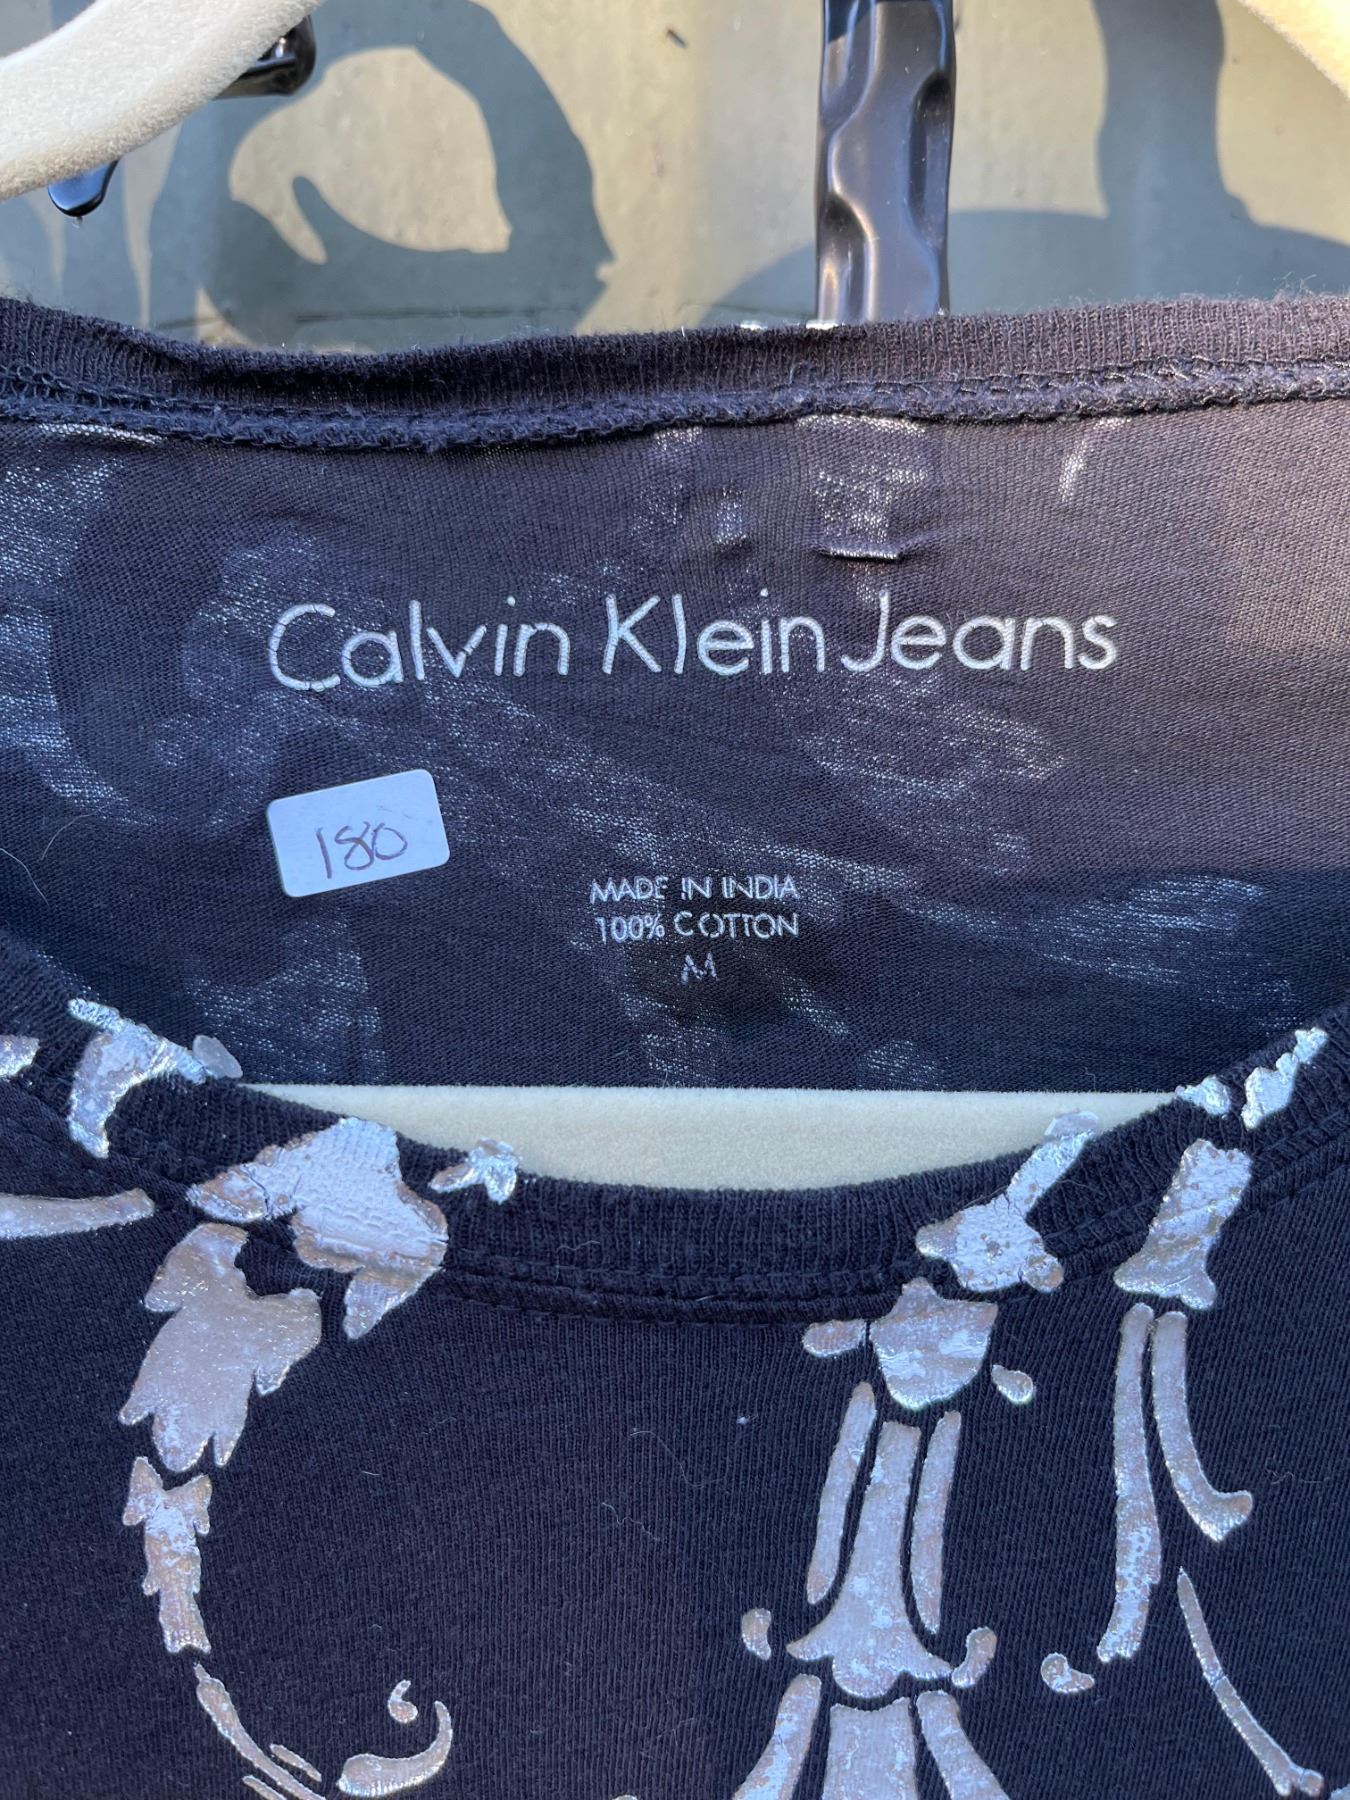 Calvin Klein Jeans
180
MADE IN INDIA
100% COTTON
M